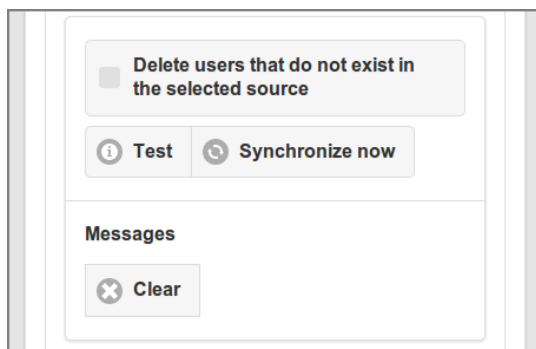 Delete users that do not exist in
the selected source
Test Synchronize now
Messages
Clear